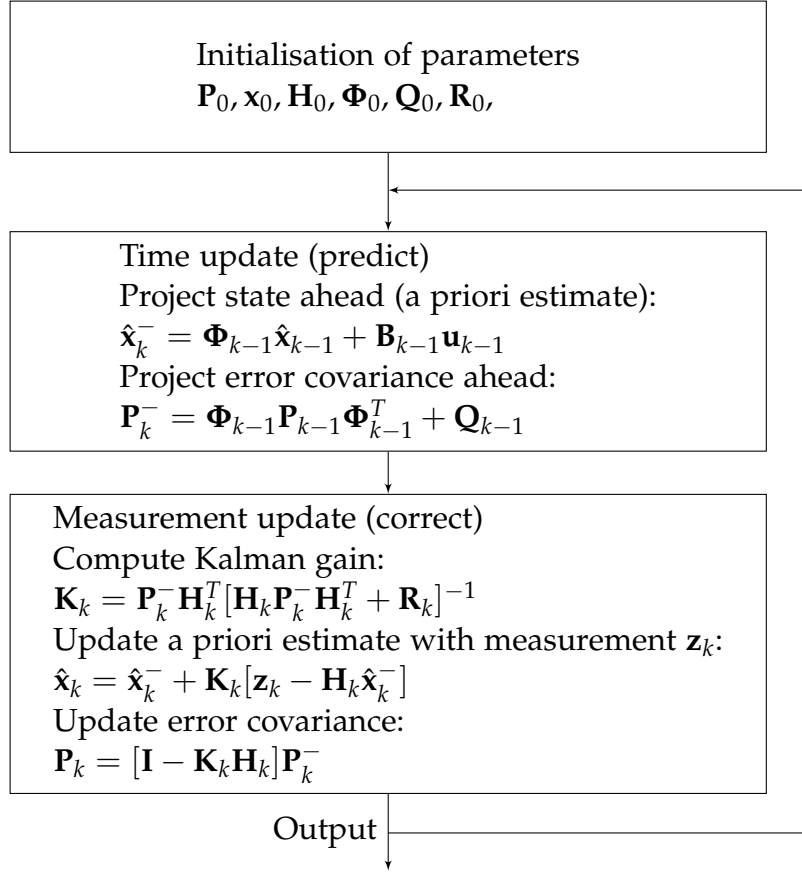 Initialisation of parameters
𝐏₀, 𝐱₀, 𝐇₀, 𝚽₀, 𝐐₀, 𝐑₀,
Time update (predict)
Project state ahead (a priori estimate):
x̂ₖ⁻ = 𝚽ₖ₋₁x̂ₖ₋₁ + 𝐁ₖ₋₁𝐮ₖ₋₁
Project error covariance ahead:
𝐏ₖ⁻ = 𝚽ₖ₋₁𝐏ₖ₋₁𝚽ₖ₋₁ᵀ + 𝐐ₖ₋₁
Measurement update (correct)
Compute Kalman gain:
𝐊ₖ = 𝐏ₖ⁻𝐇ₖᵀ[𝐇ₖ𝐏ₖ⁻𝐇ₖᵀ + 𝐑ₖ]⁻¹
Update a priori estimate with measurement 𝐳ₖ:
x̂ₖ = x̂ₖ⁻ + 𝐊ₖ[𝐳ₖ − 𝐇ₖx̂ₖ⁻]
Update error covariance:
𝐏ₖ = [𝐈 − 𝐊ₖ𝐇ₖ]𝐏ₖ⁻
Output